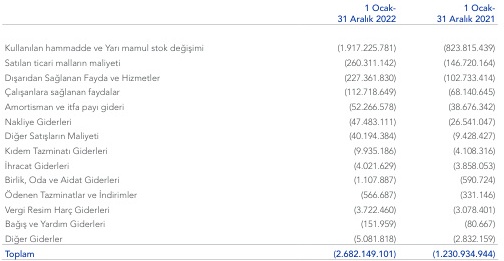 1 Ocak- 1 Ocak-
31 Aralık 2022 31 Aralık 2021
Kullanılan hammadde ve Yarı mamul stok değişimi (1.917.225.781) (823.815.439)
Satılan ticari malların maliyeti (260.311.142) (146.720.164)
Dışarıdan Sağlanan Fayda ve Hizmetler (227.361.830) (102.733.414)
Çalışanlara sağlanan faydalar (112.718.649) (68.140.645)
Amortisman ve itfa payı gideri (52.266.578) (38.676.342)
Nakliye Giderleri (47.483.111) (26.541.047)
Diğer Satışların Maliyeti (40.194.384) (9.428.427)
Kıdem Tazminatı Giderleri (9.935.186) (4.108.316)
İhracat Giderleri (4.021.629) (3.858.053)
Birlik, Oda ve Aidat Giderleri (1.107.887) (590.724)
Ödenen Tazminatlar ve İndirimler (566.687) (331.146)
Vergi Resim Harç Giderleri (3.722.460) (3.078.401)
Bağış ve Yardım Giderleri (151.959) (80.667)
Diğer Giderler (5.081.818) (2.832.159)
Toplam (2.682.149.101) (1.230.934.944)